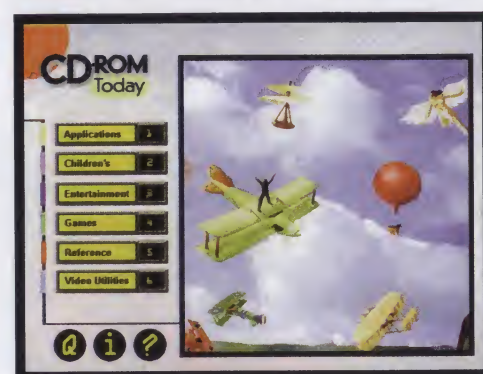 CD-ROM
Today
Applications 1
Children's 2
Entertainment 3
Games 4
Reference 5
Video Utilities 6
Q i ?